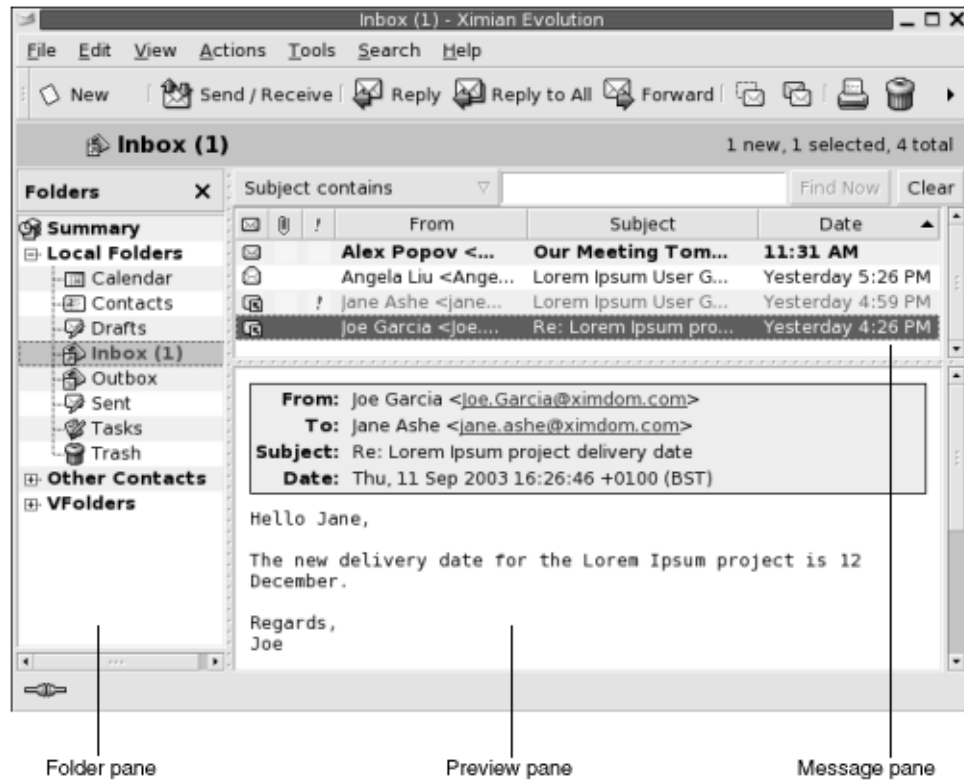 Inbox (1) - Ximian Evolution
File Edit View Actions Tools Search Help
New Send / Receive Reply Reply to All Forward
Inbox (1) 1 new, 1 selected, 4 total
Folders Subject contains Find Now Clear
Summary
Local Folders
Calendar
Contacts
Drafts
Inbox (1)
Outbox
Sent
Tasks
Trash
Other Contacts
VFolders
! From Subject Date
Alex Popov <... Our Meeting Tom... 11:31 AM
Angela Liu <Ange... Lorem Ipsum User G... Yesterday 5:26 PM
! Jane Ashe <jane... Lorem Ipsum User G... Yesterday 4:59 PM
Joe Garcia <Joe.... Re: Lorem Ipsum pro... Yesterday 4:26 PM
From: Joe Garcia <Joe.Garcia@ximdom.com>
To: Jane Ashe <jane.ashe@ximdom.com>
Subject: Re: Lorem Ipsum project delivery date
Date: Thu, 11 Sep 2003 16:26:46 +0100 (BST)
Hello Jane,
The new delivery date for the Lorem Ipsum project is 12
December.
Regards,
Joe
Folder pane Preview pane Message pane